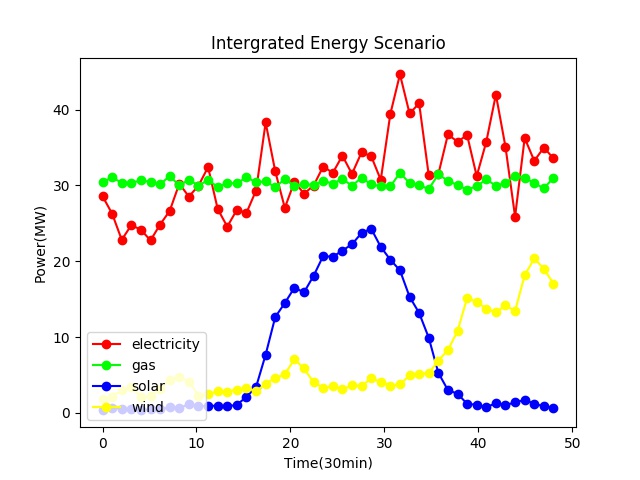 Intergrated Energy Scenario
Power(MW)
40
30
20
10
0
electricity
gas
solar
wind
0 10 20 30 40 50
Time(30min)